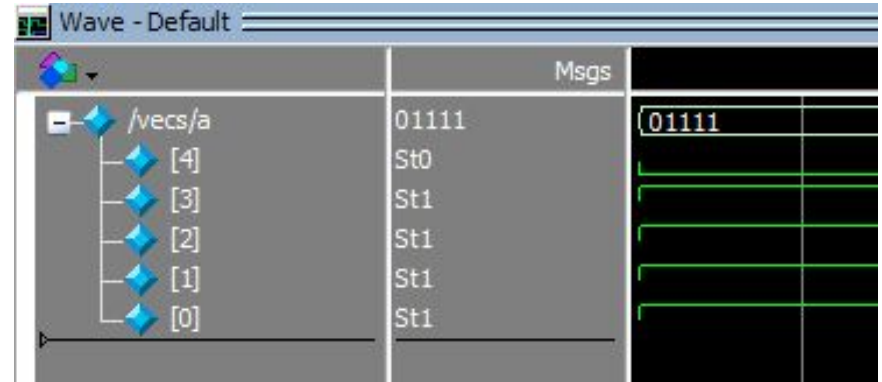 Wave - Default
Msgs
/vecs/a 01111 01111
[4] St0
[3] St1
[2] St1
[1] St1
[0] St1